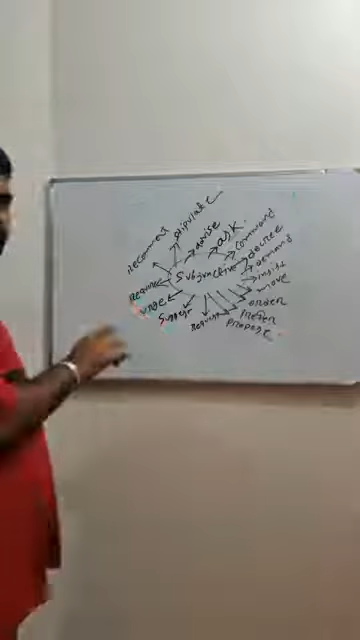 stipulate
recommend
advise
ask
command
decree
Subjunctive
Demand
insist
move
require
urge
Suggest
Request
order
prefer
propose